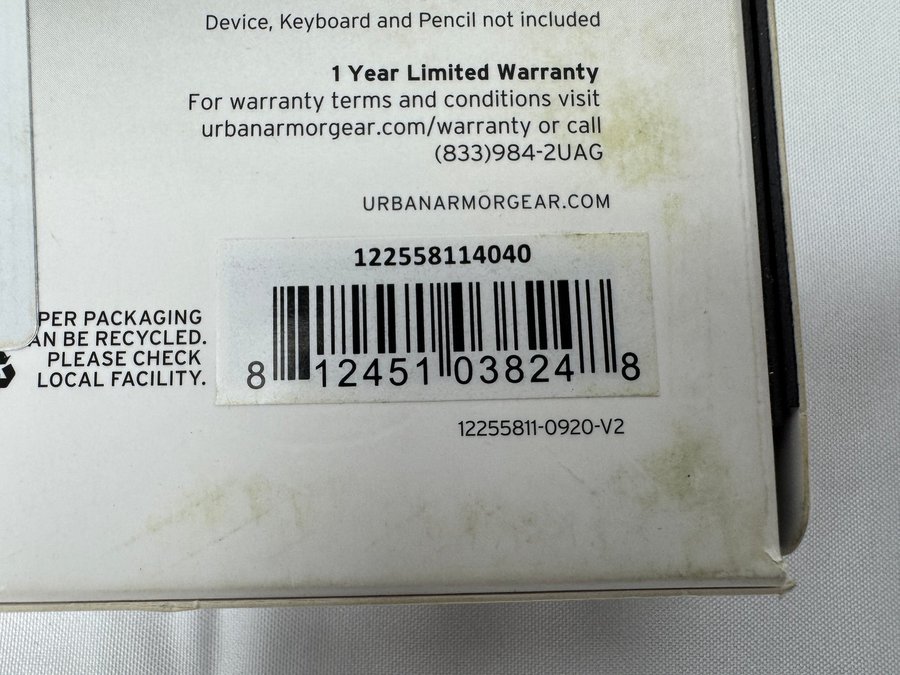 Device, Keyboard and Pencil not included
1 Year Limited Warranty
For warranty terms and conditions visit
urbanarmorgear.com/warranty or call
(833)984-2UAG
URBANARMORGEAR.COM
122558114040
8 12451 03824 8
PER PACKAGING
AN BE RECYCLED.
PLEASE CHECK
LOCAL FACILITY.
12255811-0920-V2